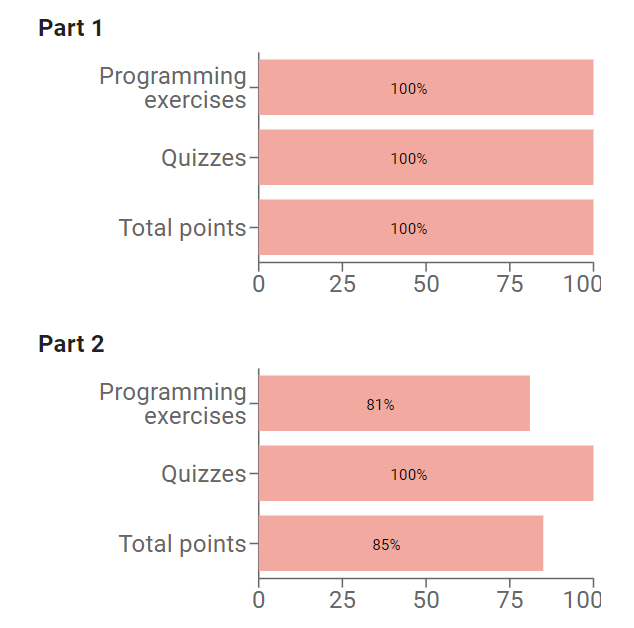 Part 1
Programming
exercises
100%
Quizzes
100%
Total points
100%
0 25 50 75 100
Part 2
Programming
exercises
81%
Quizzes
100%
Total points
85%
0 25 50 75 100